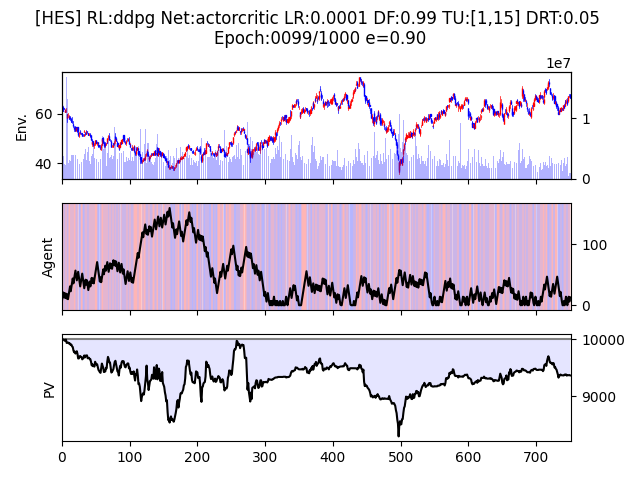 [HES] RL:ddpg Net:actorcritic LR:0.0001 DF:0.99 TU:[1,15] DRT:0.05
Epoch:0099/1000 e=0.90
1e7
Env.
60
40
1
0
Agent
100
0
PV
10000
9000
0 100 200 300 400 500 600 700